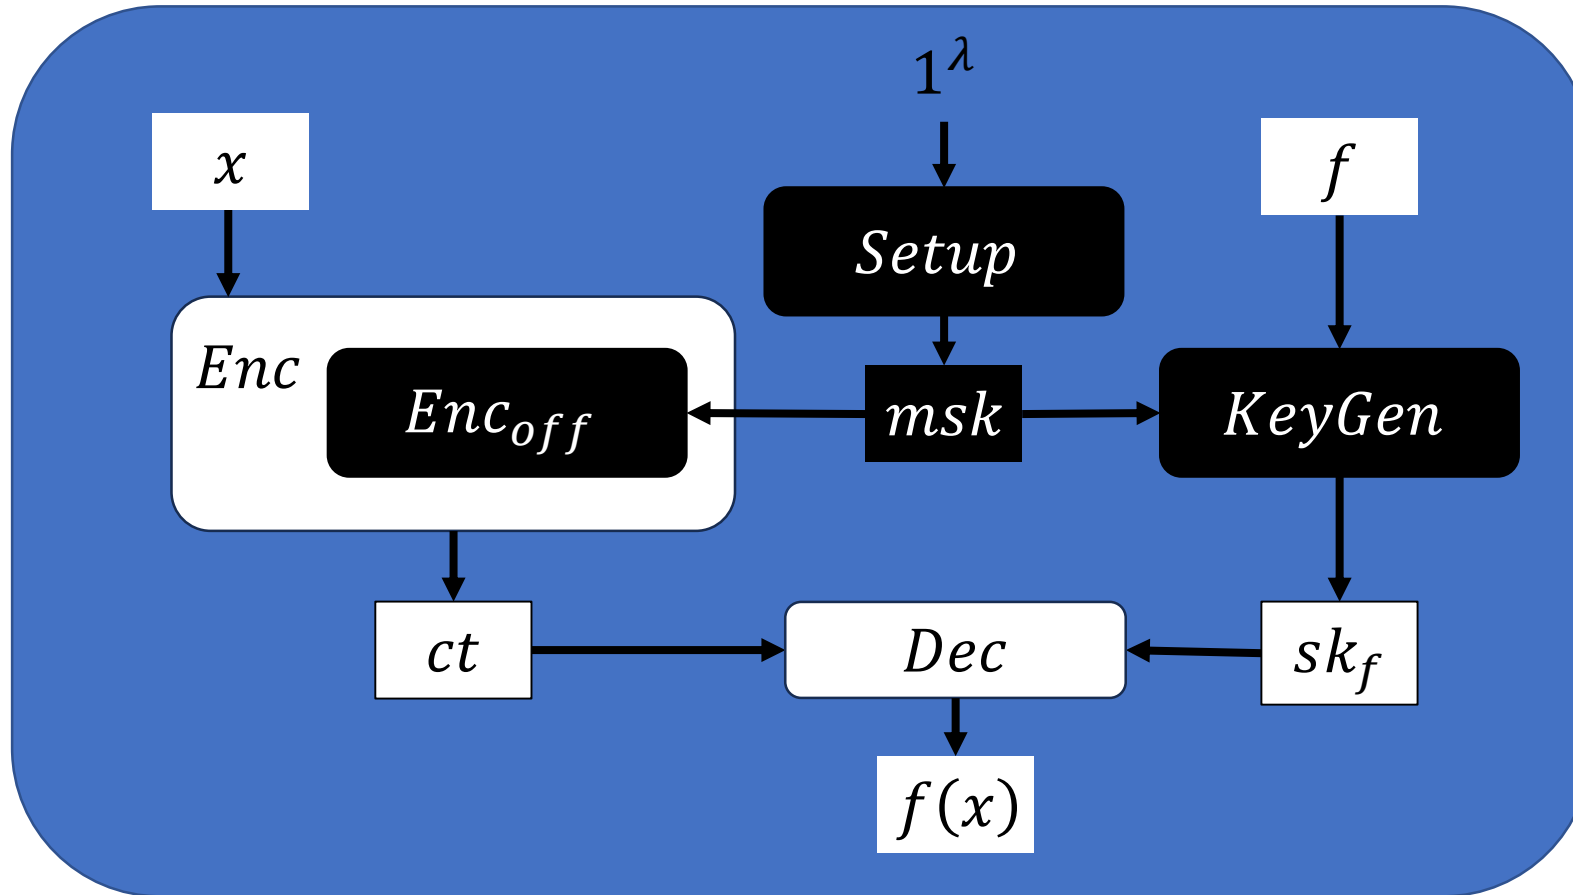 1^λ
x
f
Setup
Enc
Enc_off
msk
KeyGen
ct
Dec
sk_f
f(x)